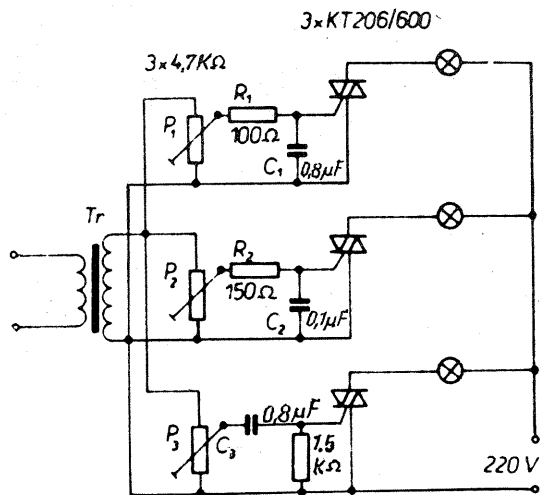 3×KT206/600
3×4,7KΩ
R1
P1
100Ω
C1
0,8µF
Tr
R2
P2
150Ω
C2
0,1µF
0,8µF
P3
C3
1.5
KΩ
220 V